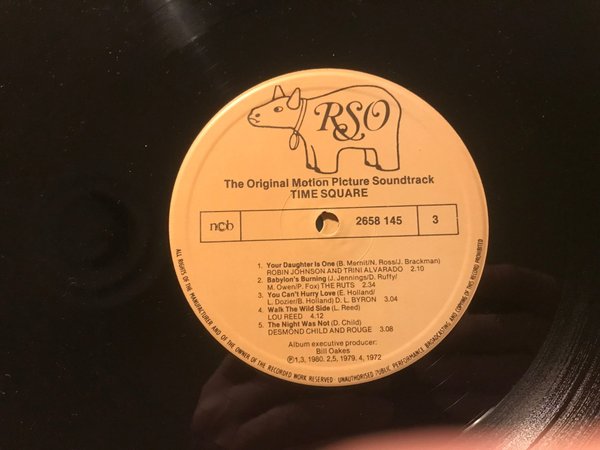 RSO
The Original Motion Picture Soundtrack
TIME SQUARE
ncb 2658 145 3
1. Your Daughter Is One (B. Mernit/N. Ross/J. Brackman)
ROBIN JOHNSON AND TRINI ALVARADO 2.10
2. Babylon's Burning (J. Jennings/D. Ruffy/
M. Owen/P. Fox) THE RUTS 2.34
3. You Can't Hurry Love (E. Holland/
L. Dozier/B. Holland) D. L. BYRON 3.04
4. Walk The Wild Side (L. Reed)
LOU REED 4.12
5. The Night Was Not (D. Child)
DESMOND CHILD AND ROUGE 3.08
Album executive producer:
Bill Oakes
℗1,3, 1980. 2,5, 1979. 4, 1972
ALL RIGHTS OF THE MANUFACTURER AND OF THE OWNER OF THE RECORDED WORK RESERVED UNAUTHORISED PUBLIC PERFORMANCE, BROADCASTING AND COPYING OF THIS RECORD PROHIBITED